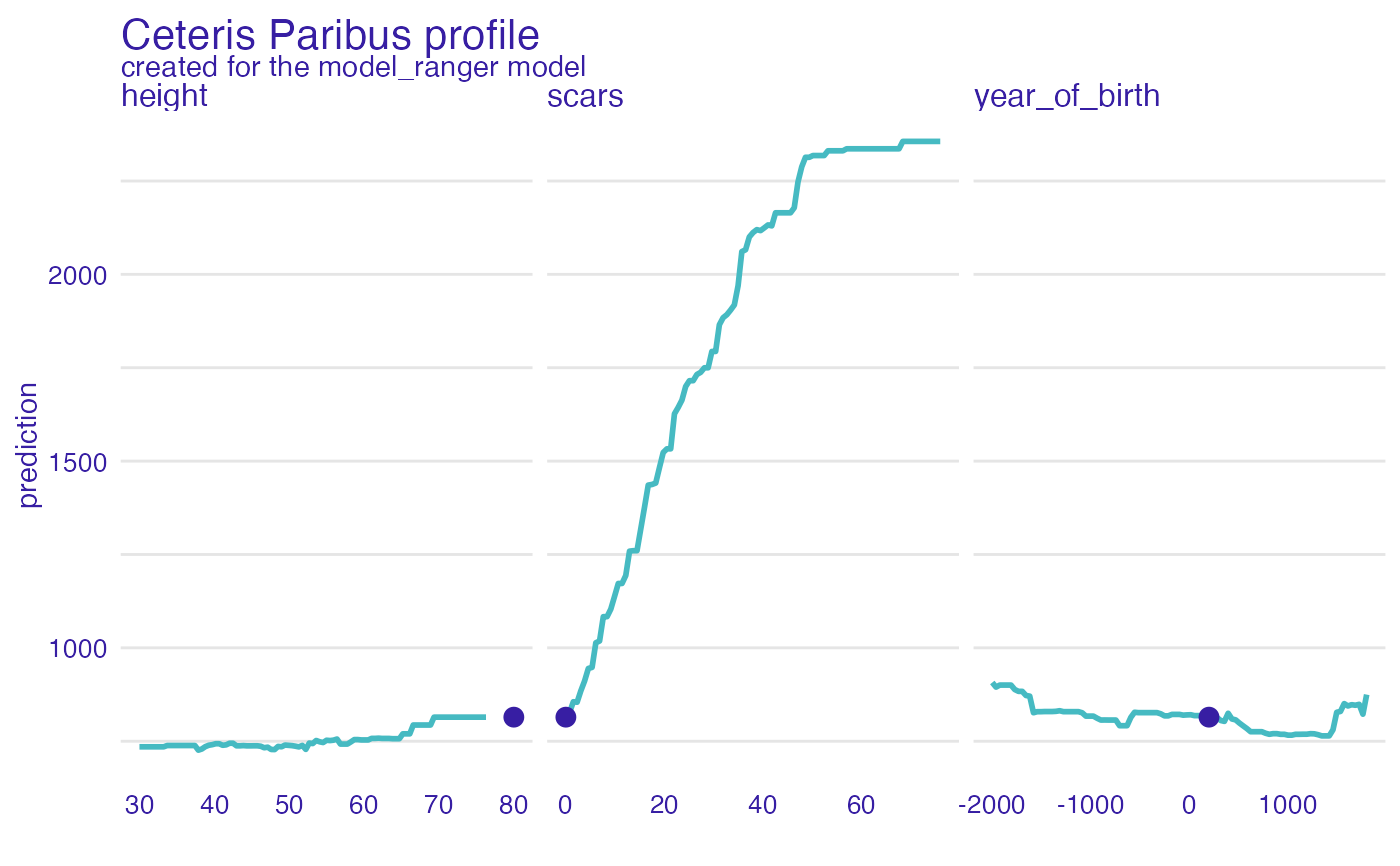 Ceteris Paribus profile
created for the model_ranger model
height scars year_of_birth
prediction
2000
1500
1000
30 40 50 60 70 80 0 20 40 60 -2000 -1000 0 1000